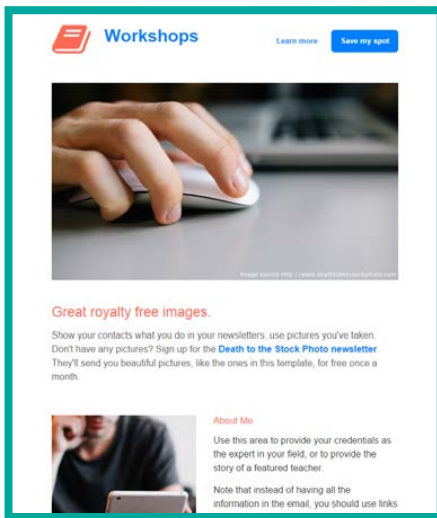 Workshops
Learn more
Save my spot
Image source http://www.deathtothestockphoto.com
Great royalty free images.
Show your contacts what you do in your newsletters: use pictures you've taken.
Don't have any pictures? Sign up for the Death to the Stock Photo newsletter.
They'll send you beautiful pictures, like the ones in this template, for free once a
month.
About Me
Use this area to provide your credentials as
the expert in your field, or to provide the
story of a featured teacher.
Note that instead of having all the
information in the email, you should use links